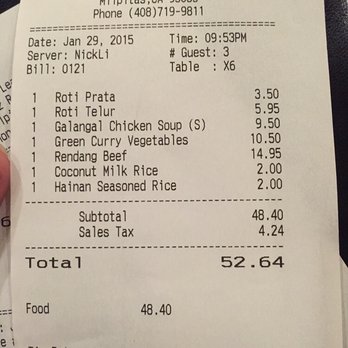 Milpitas,CA 95035
Phone (408)719-9811
==============================
Date: Jan 29, 2015 Time: 09:53PM
Server: NickLi # Guest: 3
Bill: 0121 Table : X6
==============================
1 Roti Prata 3.50
1 Roti Telur 5.95
1 Galangal Chicken Soup (S) 9.50
1 Green Curry Vegetables 10.50
1 Rendang Beef 14.95
1 Coconut Milk Rice 2.00
1 Hainan Seasoned Rice 2.00
------------------------------
Subtotal 48.40
Sales Tax 4.24
------------------------------
Total 52.64
Food 48.40